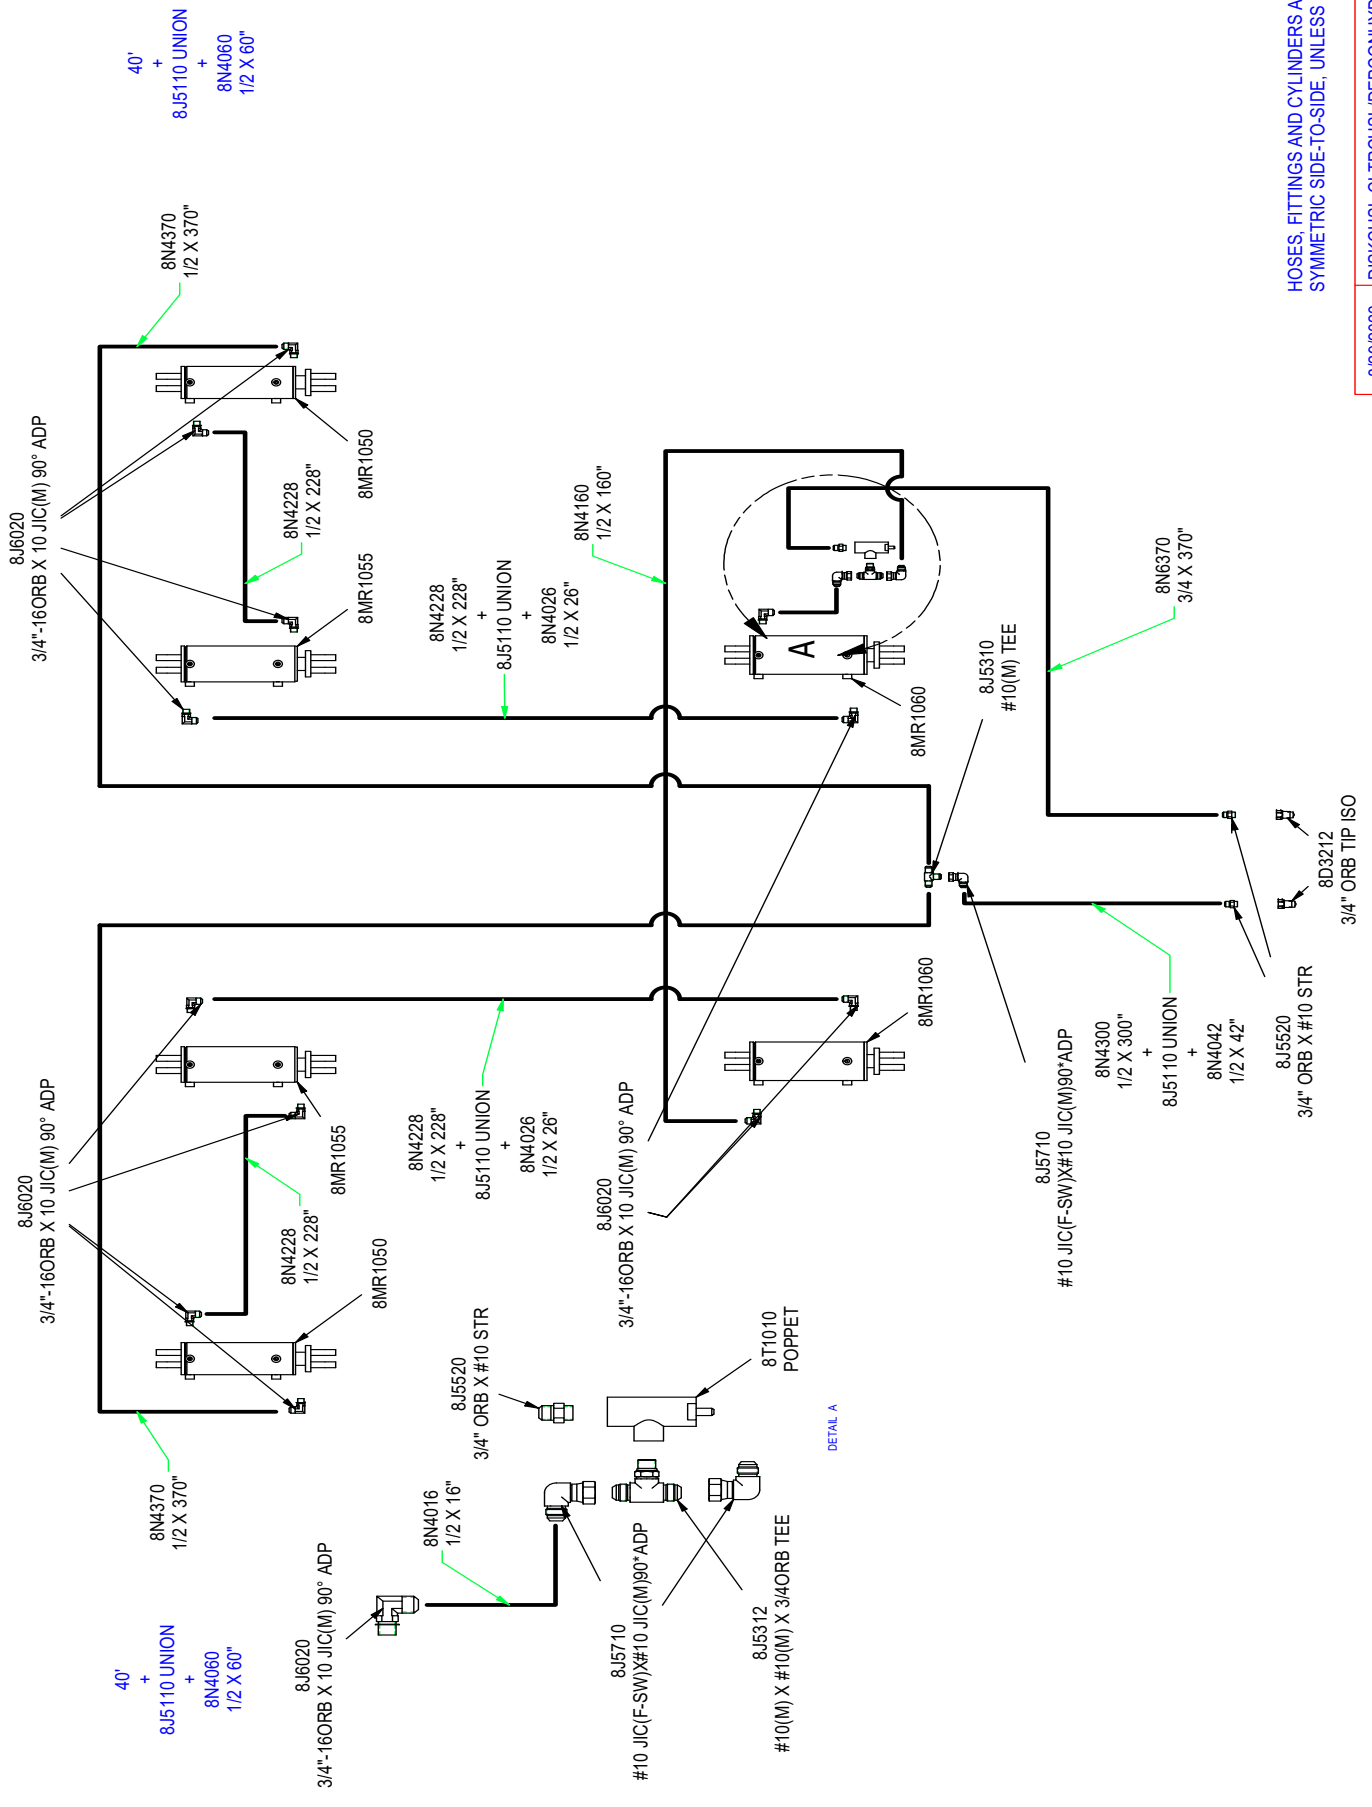 40'
+
8J5110 UNION
+
8N4060
1/2 X 60"
8N4370
1/2 X 370"
8J6020
3/4"-16ORB X 10 JIC(M) 90° ADP
8J6020
3/4"-16ORB X 10 JIC(M) 90° ADP
8N4370
1/2 X 370"
40'
+
8J5110 UNION
+
8N4060
1/2 X 60"
8N4228
1/2 X 228"
8MR1050
8MR1055
8N4228
1/2 X 228"
8MR1055
8MR1050
8J6020
3/4"-16ORB X 10 JIC(M) 90° ADP
8N4016
1/2 X 16"
8J5520
3/4" ORB X #10 STR
8N4228
1/2 X 228"
+
8J5110 UNION
+
8N4026
1/2 X 26"
8N4228
1/2 X 228"
+
8J5110 UNION
+
8N4026
1/2 X 26"
8N4160
1/2 X 160"
8J5710
#10 JIC(F-SW)X#10 JIC(M)90*ADP
8J5312
#10(M) X #10(M) X 3/4ORB TEE
8T1010
POPPET
DETAIL A
8J6020
3/4"-16ORB X 10 JIC(M) 90° ADP
A
8MR1060
8MR1060
8J5310
#10(M) TEE
8J5710
#10 JIC(F-SW)X#10 JIC(M)90*ADP
8N4300
1/2 X 300"
+
8J5110 UNION
+
8N4042
1/2 X 42"
8N6370
3/4 X 370"
8J5520
3/4" ORB X #10 STR
8D3212
3/4" ORB TIP ISO
HOSES, FITTINGS AND CYLINDERS A
SYMMETRIC SIDE-TO-SIDE, UNLESS